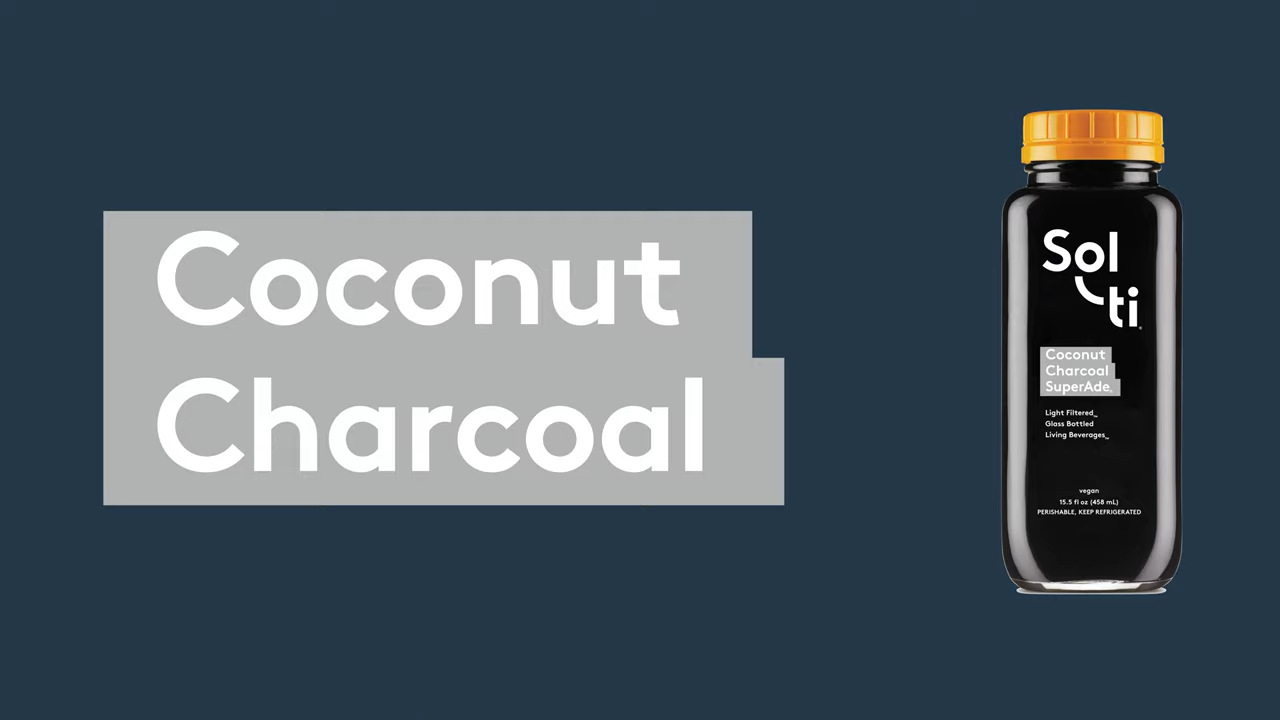 Coconut
Charcoal
Sol
ti
Coconut
Charcoal
SuperAde
Light Filtered_
Glass Bottled
Living Beverages_
vegan
15.5 fl oz (458 mL)
PERISHABLE, KEEP REFRIGERATED